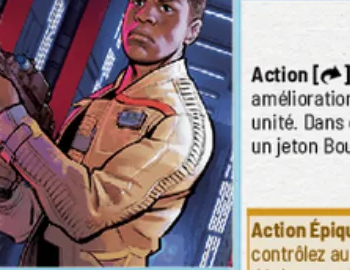 Action [
amélioration
unité. Dans
un jeton Bou
Action Épiqu
contrôlez au